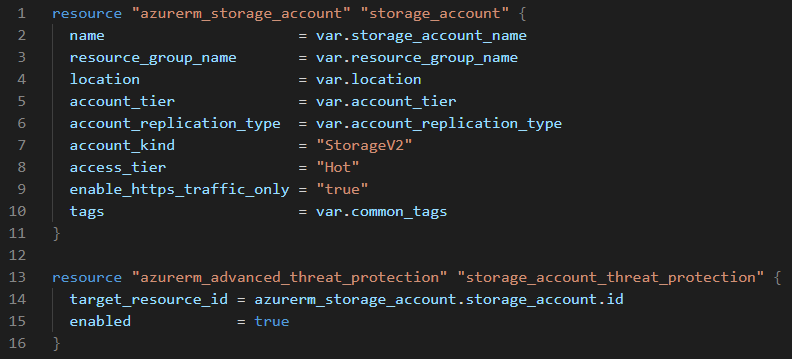 1 resource "azurerm_storage_account" "storage_account" {
2   name                       = var.storage_account_name
3   resource_group_name        = var.resource_group_name
4   location                   = var.location
5   account_tier               = var.account_tier
6   account_replication_type   = var.account_replication_type
7   account_kind               = "StorageV2"
8   access_tier                = "Hot"
9   enable_https_traffic_only = "true"
10   tags                       = var.common_tags
11 }
12
13 resource "azurerm_advanced_threat_protection" "storage_account_threat_protection" {
14   target_resource_id = azurerm_storage_account.storage_account.id
15   enabled            = true
16 }